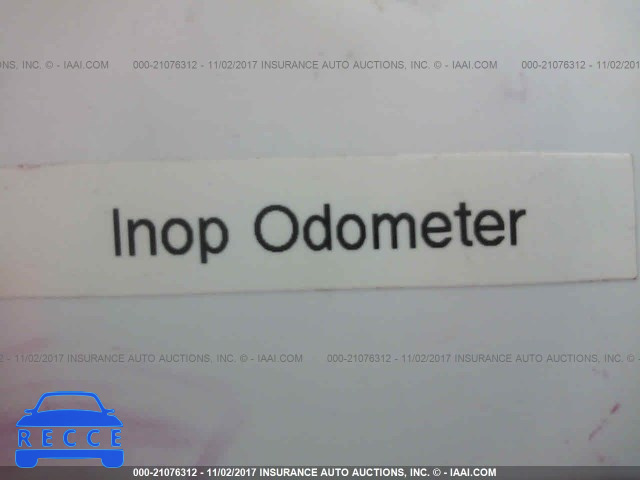 NS, INC. © - IAAI.COM 000-21076312 - 11/02/2017 INSURANCE AUTO AUCTIONS, INC. © - IAAI.COM 000-21076312 - 11/02/201
Inop Odometer
2 - 11/02/2017 INSURANCE AUTO AUCTIONS, INC. © - IAAI.COM 000-21076312 - 11/02/2017 INSURANCE AUTO AUCTIONS, INC. ©
RECCE
000-21076312 - 11/02/2017 INSURANCE AUTO AUCTIONS, INC. © - IAAI.COM